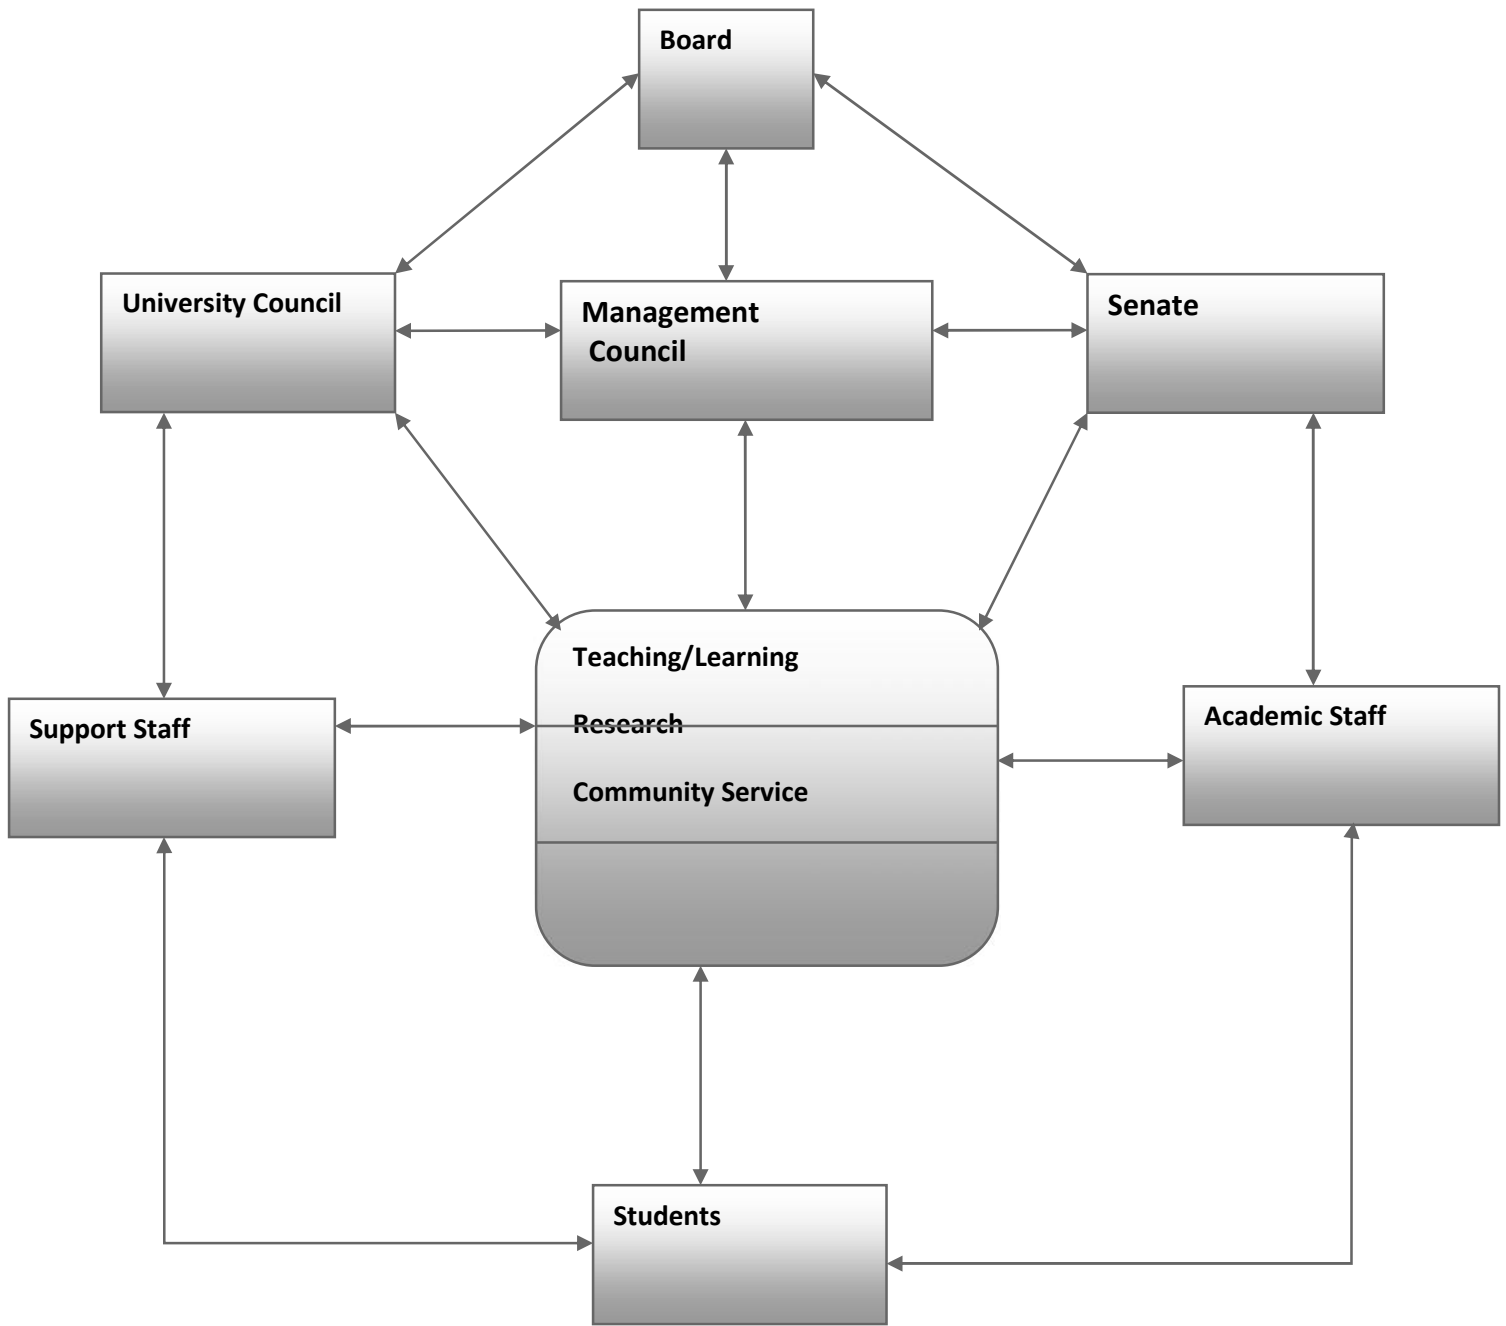 Board
University Council
Management
Council
Senate
Teaching/Learning
Research
Community Service
Support Staff
Academic Staff
Students